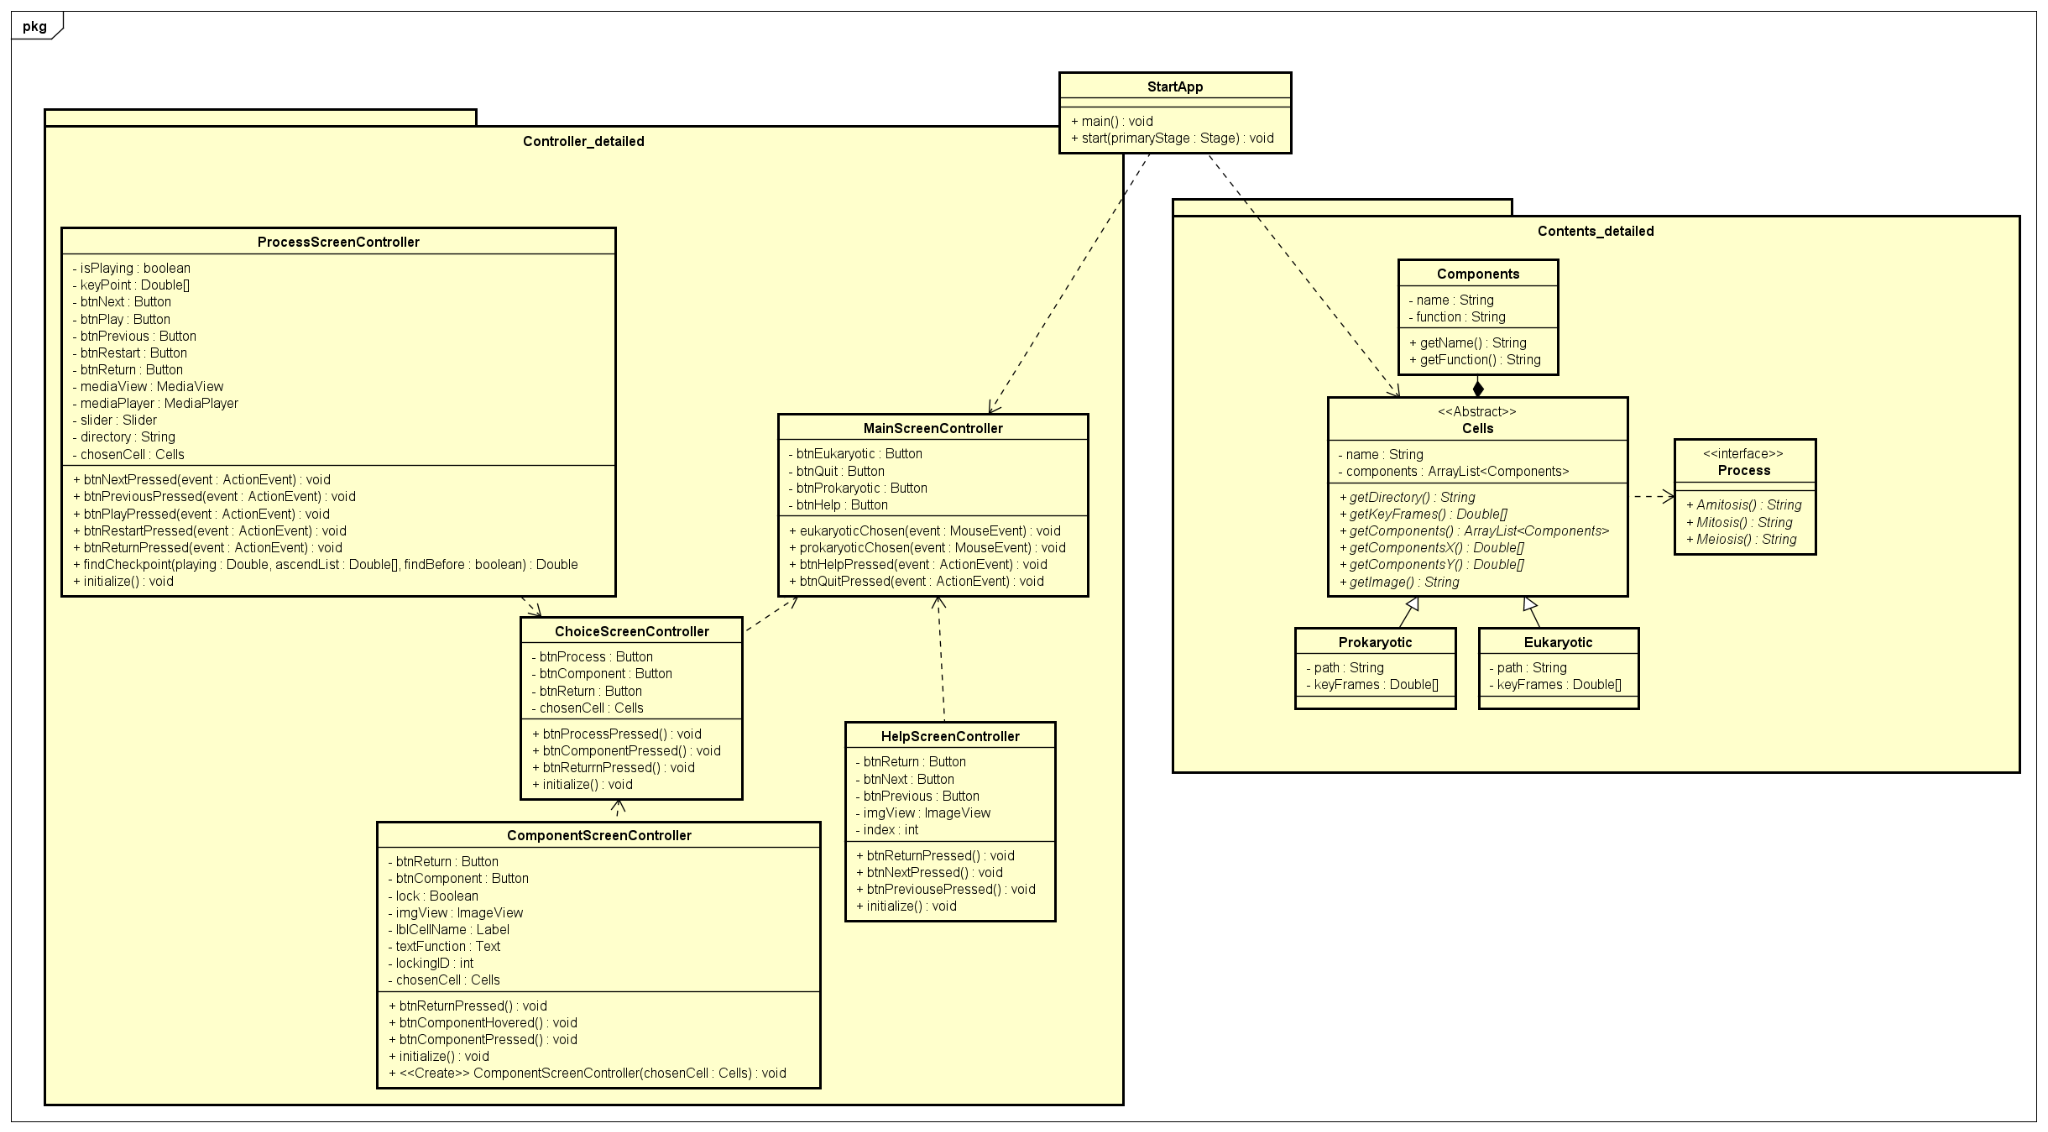 pkg
StartApp
+ main() : void
+ start(primaryStage : Stage) : void
Controller_detailed
ProcessScreenController
- isPlaying : boolean
- keyPoint : Double[]
- btnNext : Button
- btnPlay : Button
- btnPrevious : Button
- btnRestart : Button
- btnReturn : Button
- mediaView : MediaView
- mediaPlayer : MediaPlayer
- slider : Slider
- directory : String
- chosenCell : Cells
+ btnNextPressed(event : ActionEvent) : void
+ btnPreviousPressed(event : ActionEvent) : void
+ btnPlayPressed(event : ActionEvent) : void
+ btnRestartPressed(event : ActionEvent) : void
+ btnReturnPressed(event : ActionEvent) : void
+ findCheckpoint(playing : Double, ascendList : Double[], findBefore : boolean) : Double
+ initialize() : void
MainScreenController
- btnEukaryotic : Button
- btnQuit : Button
- btnProkaryotic : Button
- btnHelp : Button
+ eukaryoticChosen(event : MouseEvent) : void
+ prokaryoticChosen(event : MouseEvent) : void
+ btnHelpPressed(event : ActionEvent) : void
+ btnQuitPressed(event : ActionEvent) : void
ChoiceScreenController
- btnProcess : Button
- btnComponent : Button
- btnReturn : Button
- chosenCell : Cells
+ btnProcessPressed() : void
+ btnComponentPressed() : void
+ btnReturrnPressed() : void
+ initialize() : void
HelpScreenController
- btnReturn : Button
- btnNext : Button
- btnPrevious : Button
- imgView : ImageView
- index : int
+ btnReturnPressed() : void
+ btnNextPressed() : void
+ btnPreviousePressed() : void
+ initialize() : void
ComponentScreenController
- btnReturn : Button
- btnComponent : Button
- lock : Boolean
- imgView : ImageView
- lblCellName : Label
- textFunction : Text
- lockingID : int
- chosenCell : Cells
+ btnReturnPressed() : void
+ btnComponentHovered() : void
+ btnComponentPressed() : void
+ initialize() : void
+ <<Create>> ComponentScreenController(chosenCell : Cells) : void
Contents_detailed
Components
- name : String
- function : String
+ getName() : String
+ getFunction() : String
<<Abstract>>
Cells
- name : String
- components : ArrayList<Components>
+ getDirectory() : String
+ getKeyFrames() : Double[]
+ getComponents() : ArrayList<Components>
+ getComponentsX() : Double[]
+ getComponentsY() : Double[]
+ getImage() : String
<<interface>>
Process
+ Amitosis() : String
+ Mitosis() : String
+ Meiosis() : String
Prokaryotic
- path : String
- keyFrames : Double[]
Eukaryotic
- path : String
- keyFrames : Double[]